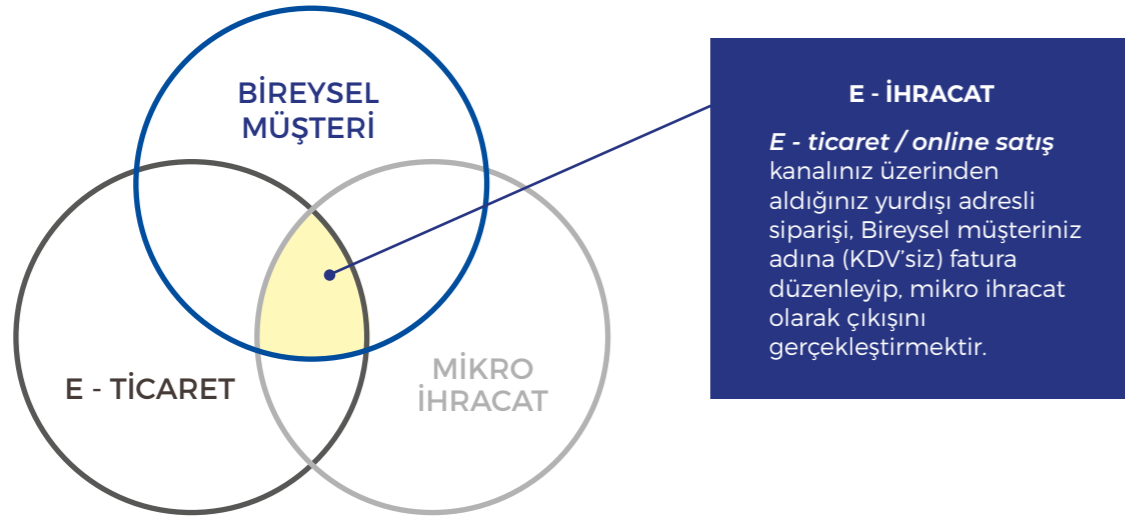 BİREYSEL
MÜŞTERİ
E - TİCARET
MİKRO
İHRACAT
E - İHRACAT
E - ticaret / online satış
kanalınız üzerinden
aldığınız yurdışı adresli
siparişi, Bireysel müşteriniz
adına (KDV'siz) fatura
düzenleyip, mikro ihracat
olarak çıkışını
gerçekleştirmektir.